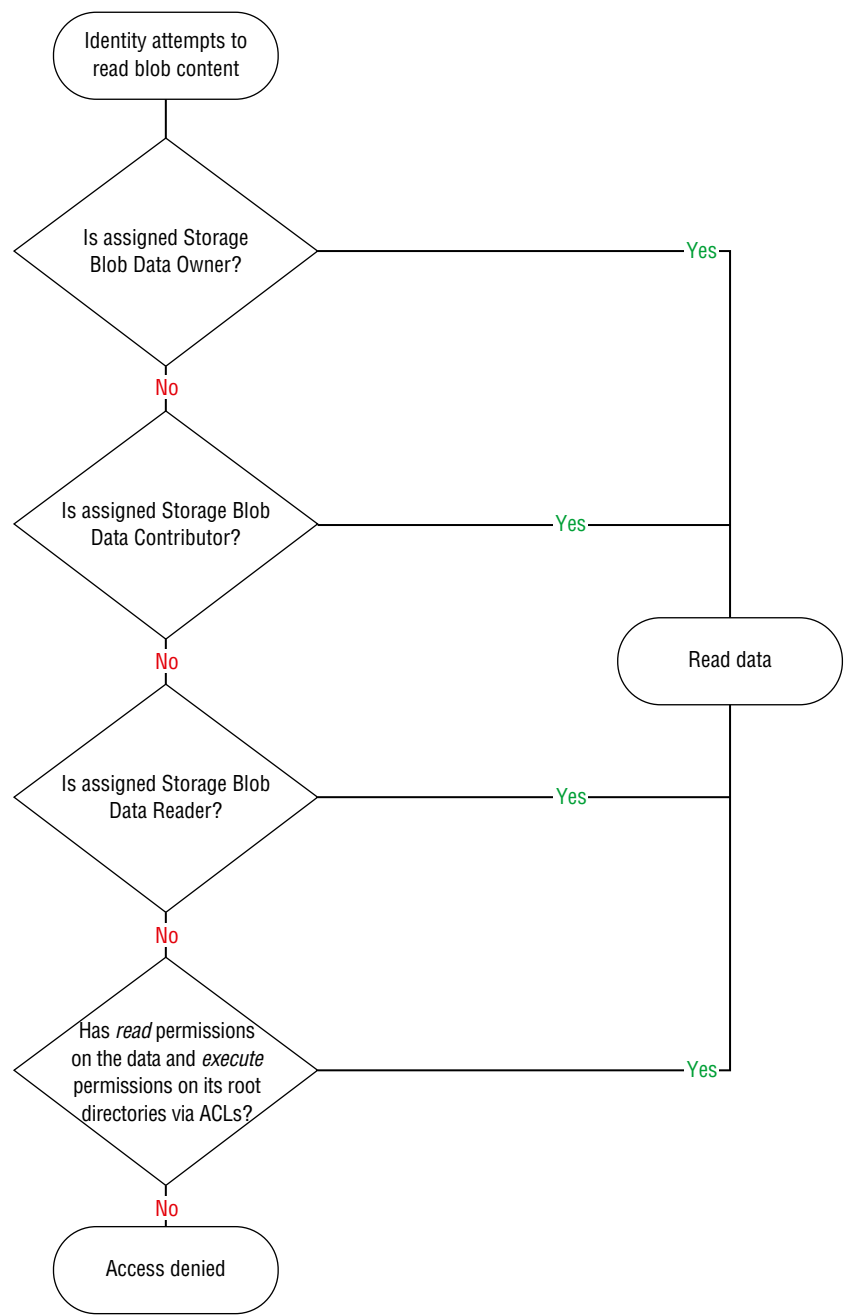 Identity attempts to
read blob content
Is assigned Storage
Blob Data Owner?
Yes
No
Is assigned Storage Blob
Data Contributor?
Yes
Read data
No
Is assigned Storage Blob
Data Reader?
Yes
No
Has read permissions
on the data and execute
permissions on its root
directories via ACLs?
Yes
No
Access denied